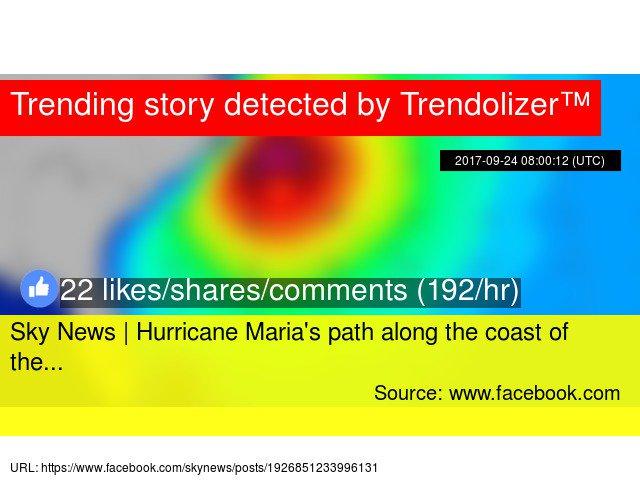 Trending story detected by Trendolizer™
2017-09-24 08:00:12 (UTC)
22 likes/shares/comments (192/hr)
Sky News | Hurricane Maria's path along the coast of
the...
Source: www.facebook.com
URL: https://www.facebook.com/skynews/posts/1926851233996131